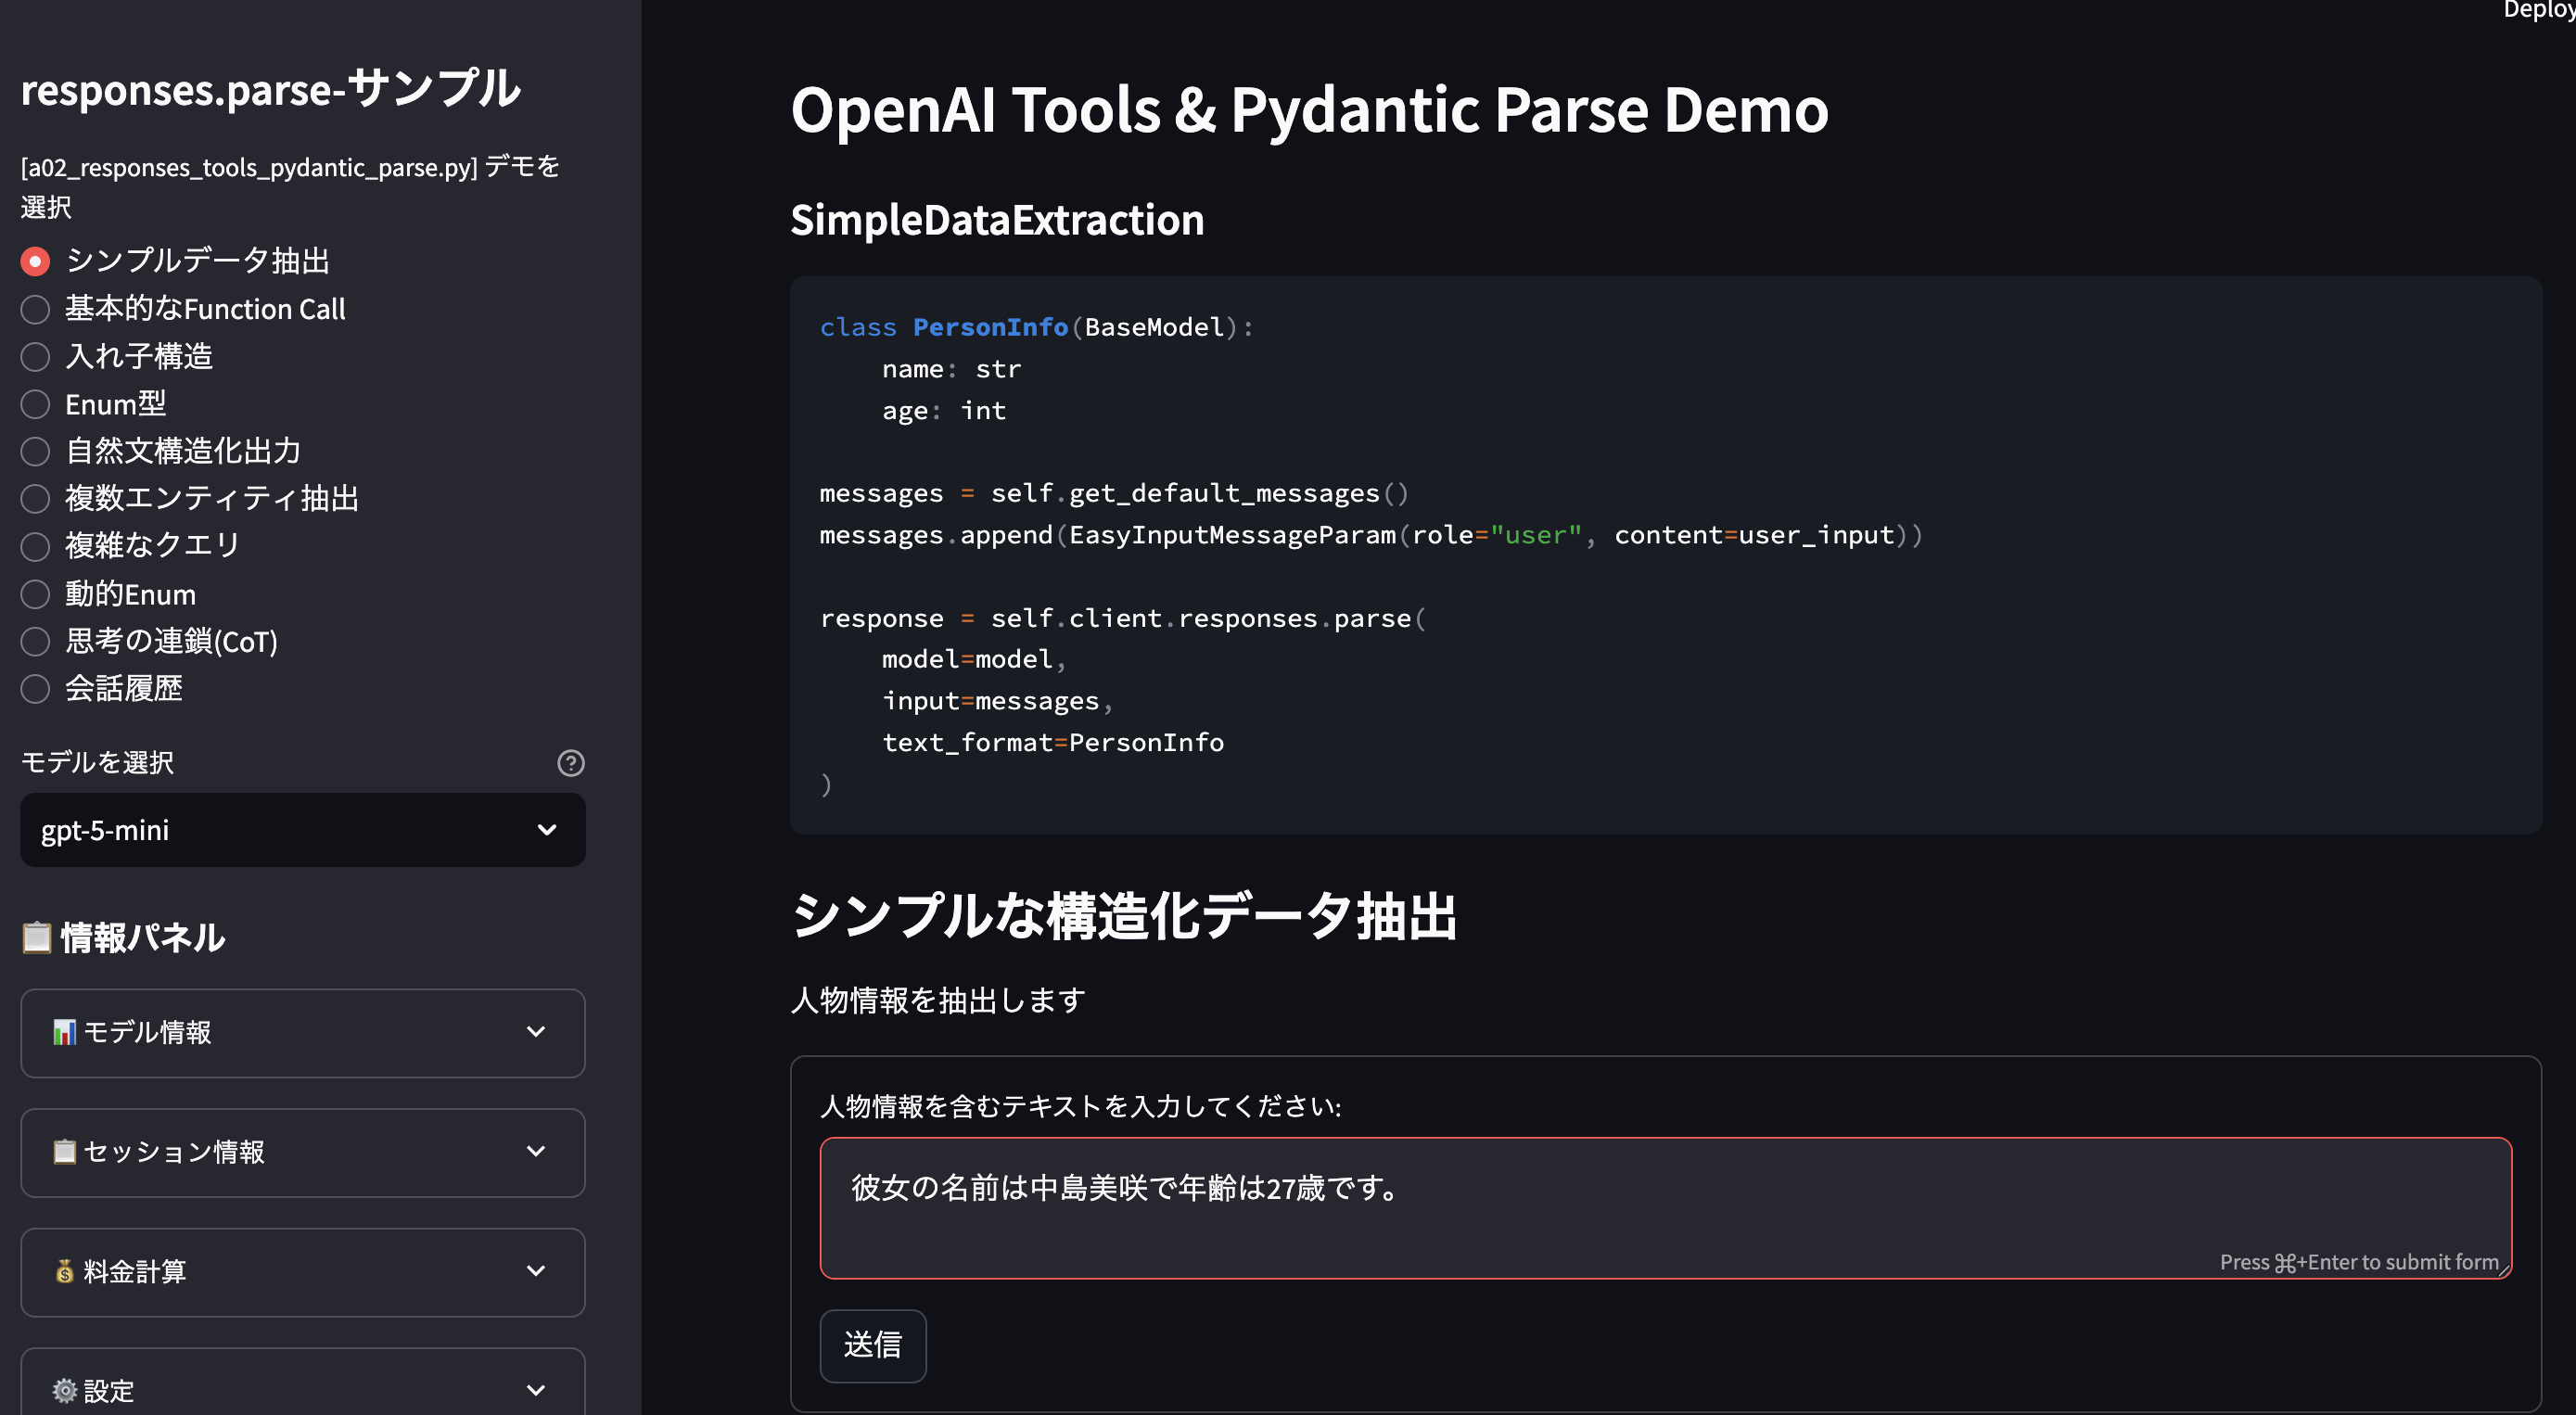 Deploy
responses.parse-サンプル
[a02_responses_tools_pydantic_parse.py] デモを
選択
シンプルデータ抽出
基本的なFunction Call
入れ子構造
Enum型
自然文構造化出力
複数エンティティ抽出
複雑なクエリ
動的Enum
思考の連鎖(CoT)
会話履歴
モデルを選択
gpt-5-mini
📋 情報パネル
📊 モデル情報
📋 セッション情報
💰 料金計算
⚙️ 設定
OpenAI Tools & Pydantic Parse Demo
SimpleDataExtraction
class PersonInfo(BaseModel):
    name: str
    age: int
messages = self.get_default_messages()
messages.append(EasyInputMessageParam(role="user", content=user_input))
response = self.client.responses.parse(
    model=model,
    input=messages,
    text_format=PersonInfo
)
シンプルな構造化データ抽出
人物情報を抽出します
人物情報を含むテキストを入力してください:
彼女の名前は中島美咲で年齢は27歳です。
Press ⌘+Enter to submit form
送信